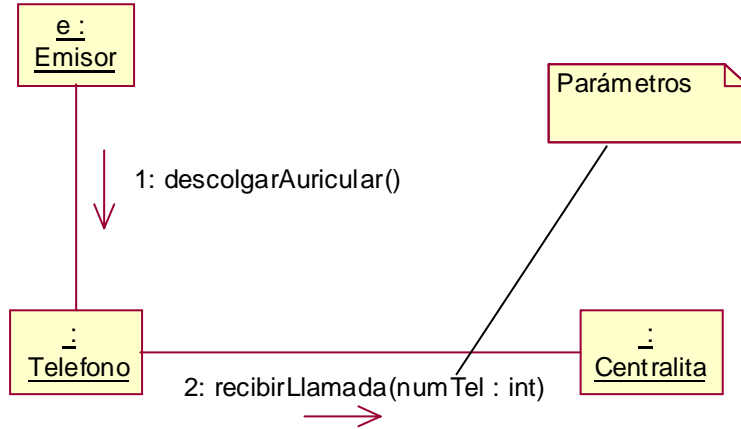 e :
Emisor
Parámetros
1: descolgarAuricular()
:
Telefono
:
Centralita
2: recibirLlamada(numTel : int)